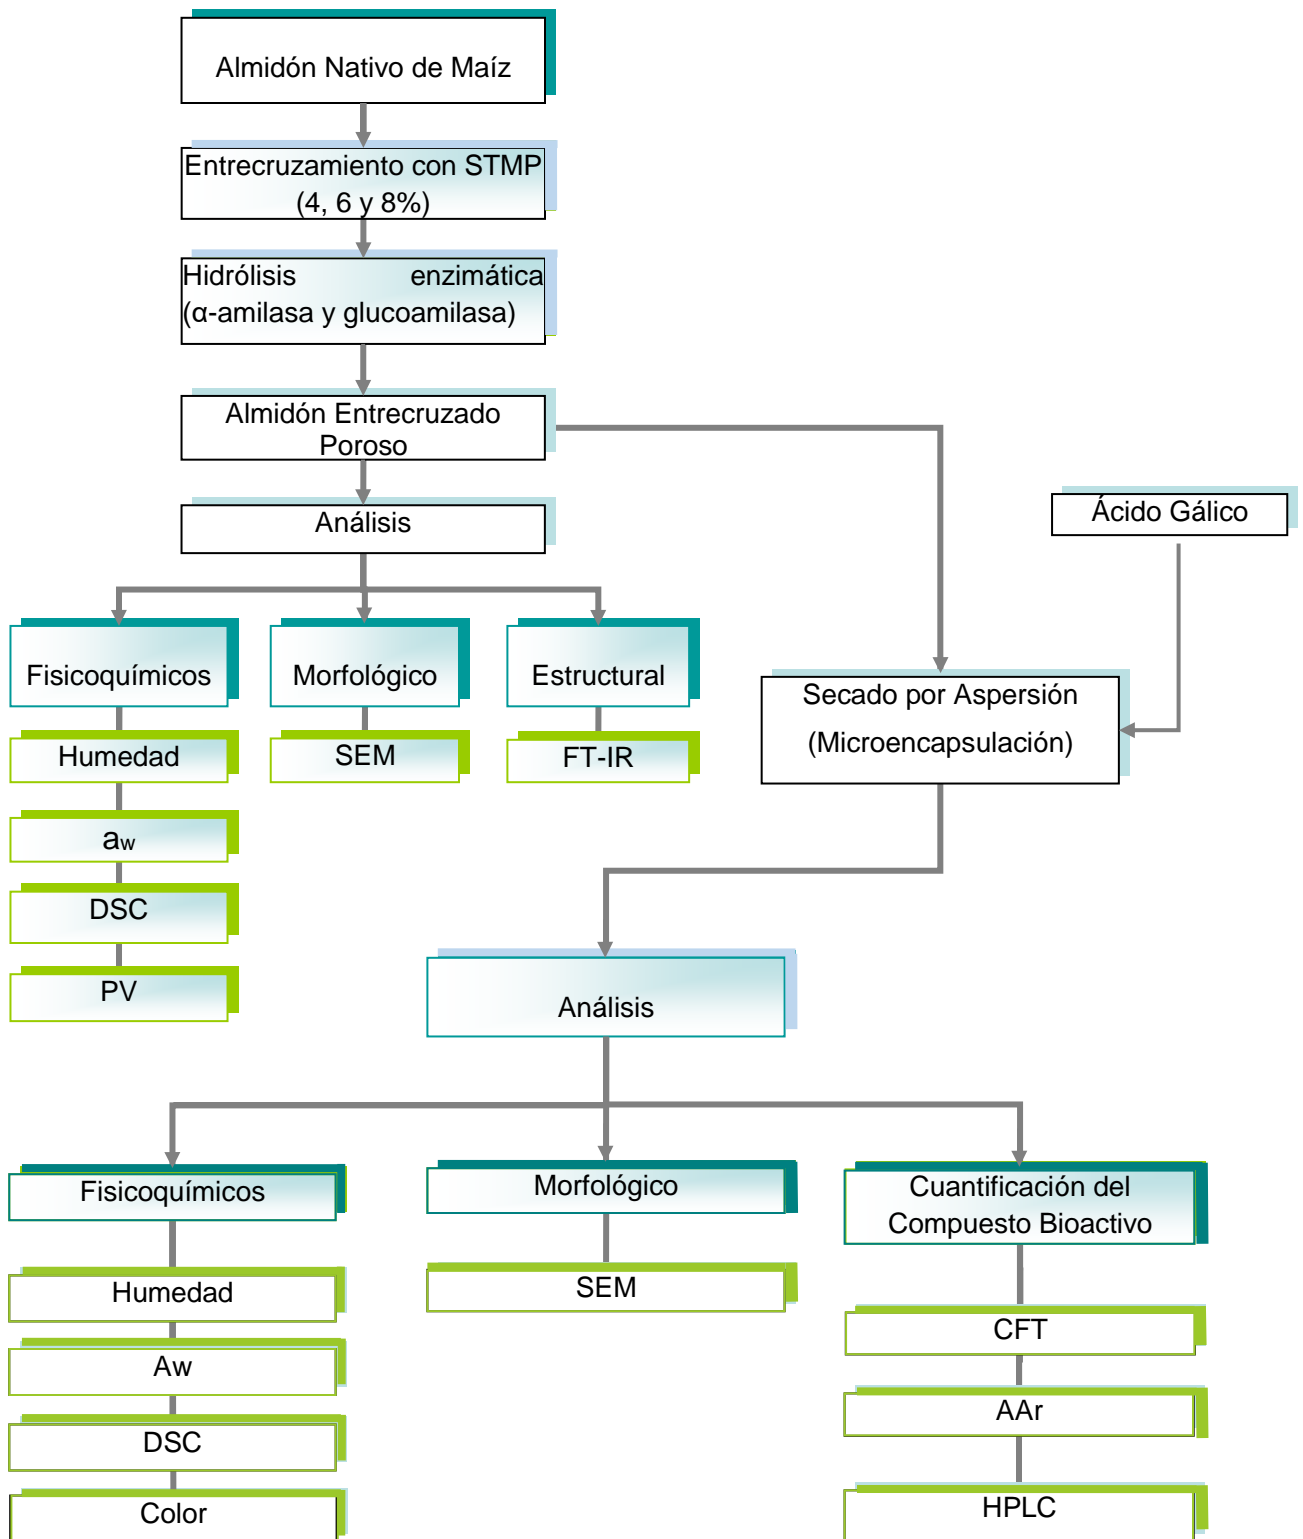 Almidón Nativo de Maíz
Entrecruzamiento con STMP
(4, 6 y 8%)
Hidrólisis enzimática
(α-amilasa y glucoamilasa)
Almidón Entrecruzado
Poroso
Análisis
Ácido Gálico
Fisicoquímicos
Morfológico
Estructural
Humedad
SEM
FT-IR
aw
DSC
PV
Secado por Aspersión
(Microencapsulación)
Análisis
Fisicoquímicos
Morfológico
Cuantificación del
Compuesto Bioactivo
Humedad
SEM
CFT
Aw
AAr
DSC
HPLC
Color